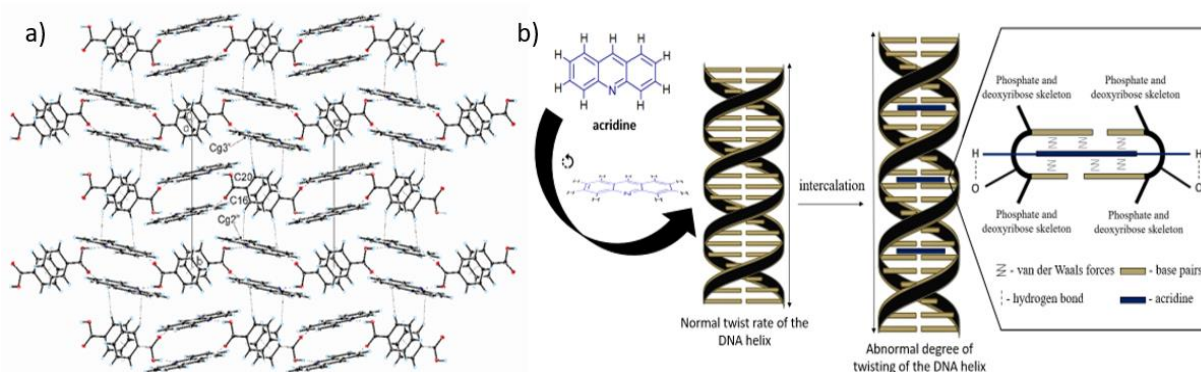 a)
Cg3'
C20
C16
Cg2"
b
b)
H
H
H
H
H
H
H
H
H
N
acridine
Normal twist rate of the
DNA helix
intercalation
Abnormal degree of
twisting of the DNA helix
Phosphate and
deoxyribose skeleton
Phosphate and
deoxyribose skeleton
H
H
O
O
Phosphate and
deoxyribose skeleton
Phosphate and
deoxyribose skeleton
- van der Waals forces
- base pairs
- hydrogen bond
- acridine